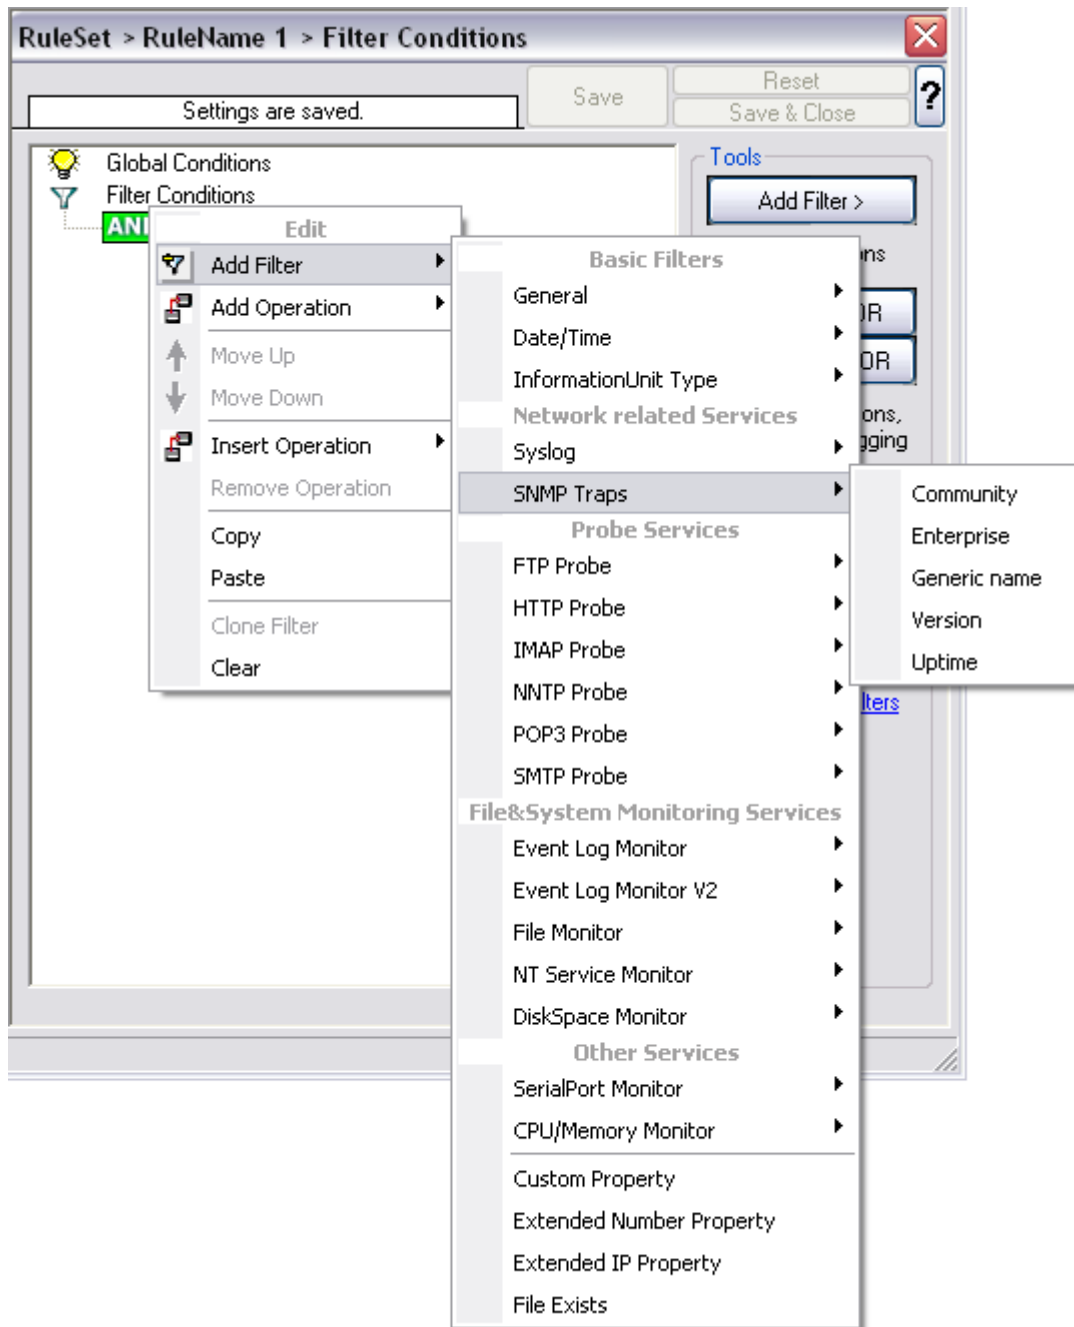 RuleSet > RuleName 1 > Filter Conditions
Settings are saved.
Save
Reset
Save & Close
?
Global Conditions
Filter Conditions
Tools
Add Filter >
Edit
Add Filter
Add Operation
Move Up
Move Down
Insert Operation
Remove Operation
Copy
Paste
Clone Filter
Clear
Basic Filters
General
Date/Time
InformationUnit Type
Network related Services
Syslog
SNMP Traps
Probe Services
FTP Probe
HTTP Probe
IMAP Probe
NNTP Probe
POP3 Probe
SMTP Probe
File&System Monitoring Services
Event Log Monitor
Event Log Monitor V2
File Monitor
NT Service Monitor
DiskSpace Monitor
Other Services
SerialPort Monitor
CPU/Memory Monitor
Custom Property
Extended Number Property
Extended IP Property
File Exists
Community
Enterprise
Generic name
Version
Uptime